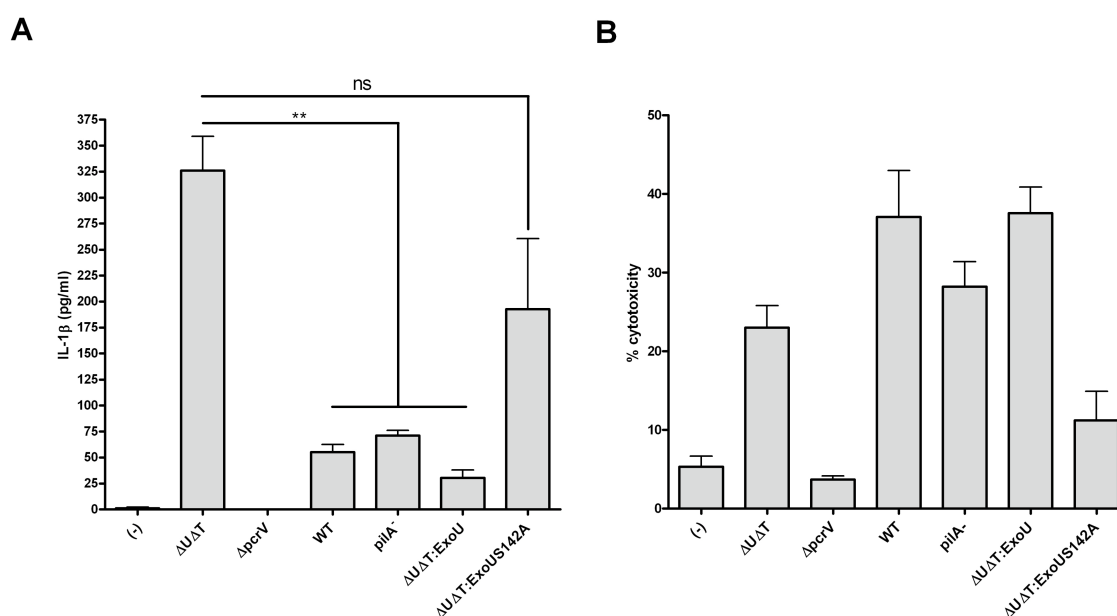 A
ns
**
375
350
325
300
275
250
225
200
175
150
125
100
75
50
25
0
IL-1β (pg/ml)
(-)
ΔUΔT
ΔpcrV
WT
pilA-
ΔUΔT:ExoU
ΔUΔT:ExoUS142A
B
50
40
30
20
10
0
% cytotoxicity
(-)
ΔUΔT
ΔpcrV
WT
pilA-
ΔUΔT:ExoU
ΔUΔT:ExoUS142A